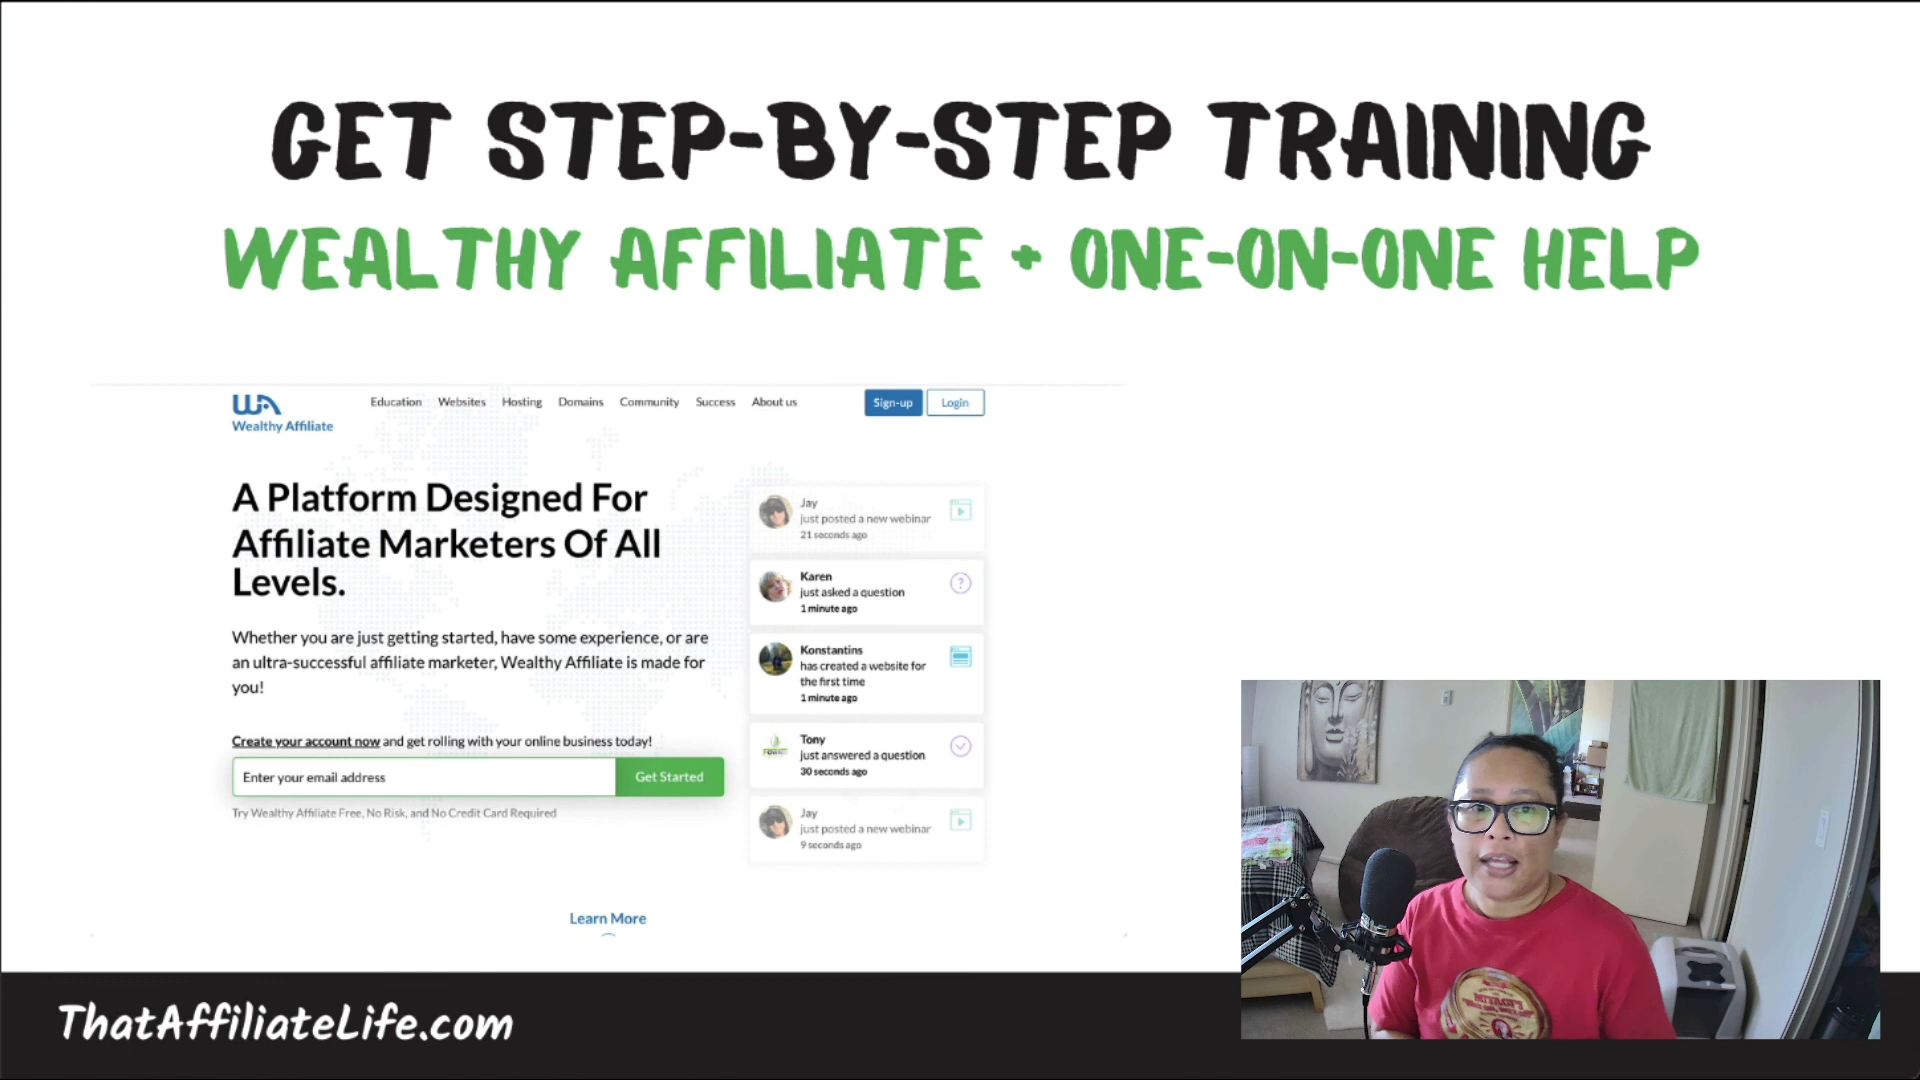 GET STEP-BY-STEP TRAINING
WEALTHY AFFILIATE + ONE-ON-ONE HELP
WA
Wealthy Affiliate
Education Websites Hosting Domains Community Success About us Sign-up Login
A Platform Designed For
Affiliate Marketers Of All
Levels.
Whether you are just getting started, have some experience, or are
an ultra-successful affiliate marketer, Wealthy Affiliate is made for
you!
Create your account now and get rolling with your online business today!
Enter your email address Get Started
Try Wealthy Affiliate Free, No Risk, and No Credit Card Required
Jay
just posted a new webinar
21 seconds ago
Karen
just asked a question
1 minute ago
?
Konstantins
has created a website for
the first time
1 minute ago
Tony
just answered a question
30 seconds ago
Jay
just posted a new webinar
9 seconds ago
Learn More
ThatAffiliateLife.com